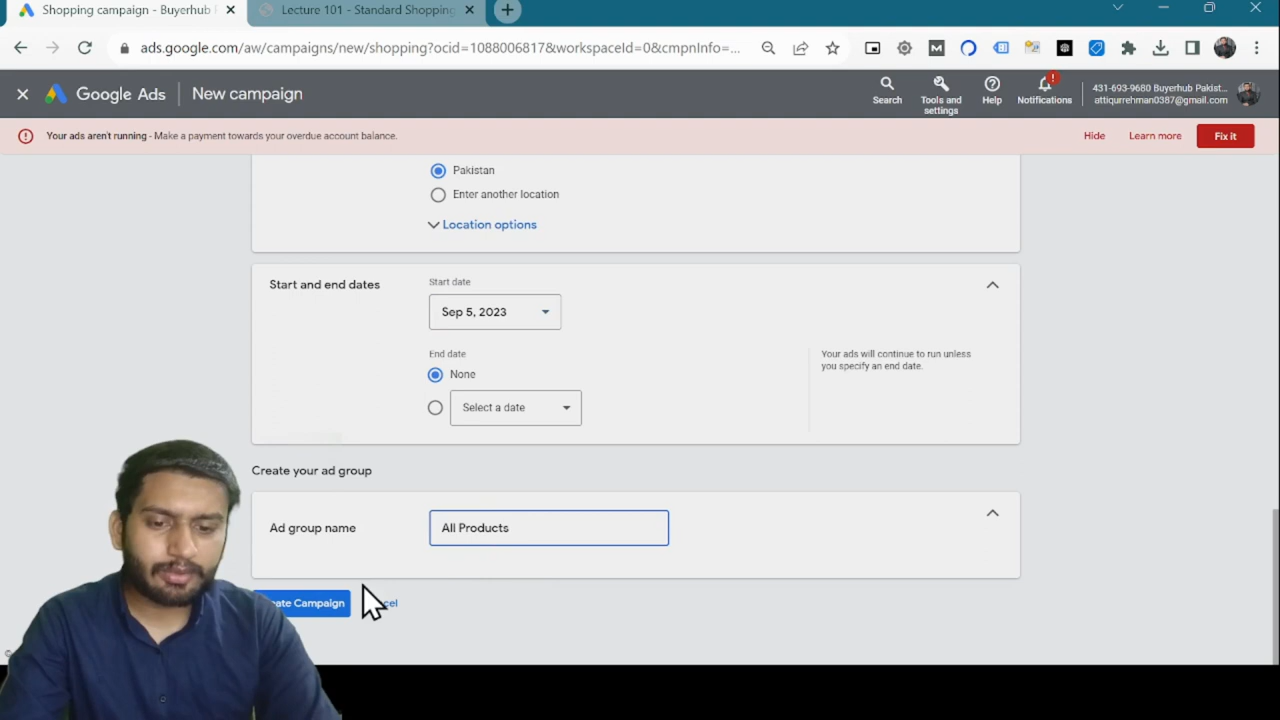 Shopping campaign - Buyerhub P
Lecture 101 - Standard Shopping
ads.google.com/aw/campaigns/new/shopping?ocid=1088006817&workspaceId=0&cmpnInfo=...
Google Ads
New campaign
Search
Tools and settings
Help
Notifications
431-693-9680 Buyerhub Pakist...
attiqurrehman0387@gmail.com
Your ads aren't running - Make a payment towards your overdue account balance.
Hide
Learn more
Fix it
Pakistan
Enter another location
Location options
Start and end dates
Start date
Sep 5, 2023
End date
None
Your ads will continue to run unless
you specify an end date.
Select a date
Create your ad group
Ad group name
All Products
ate Campaign
cel